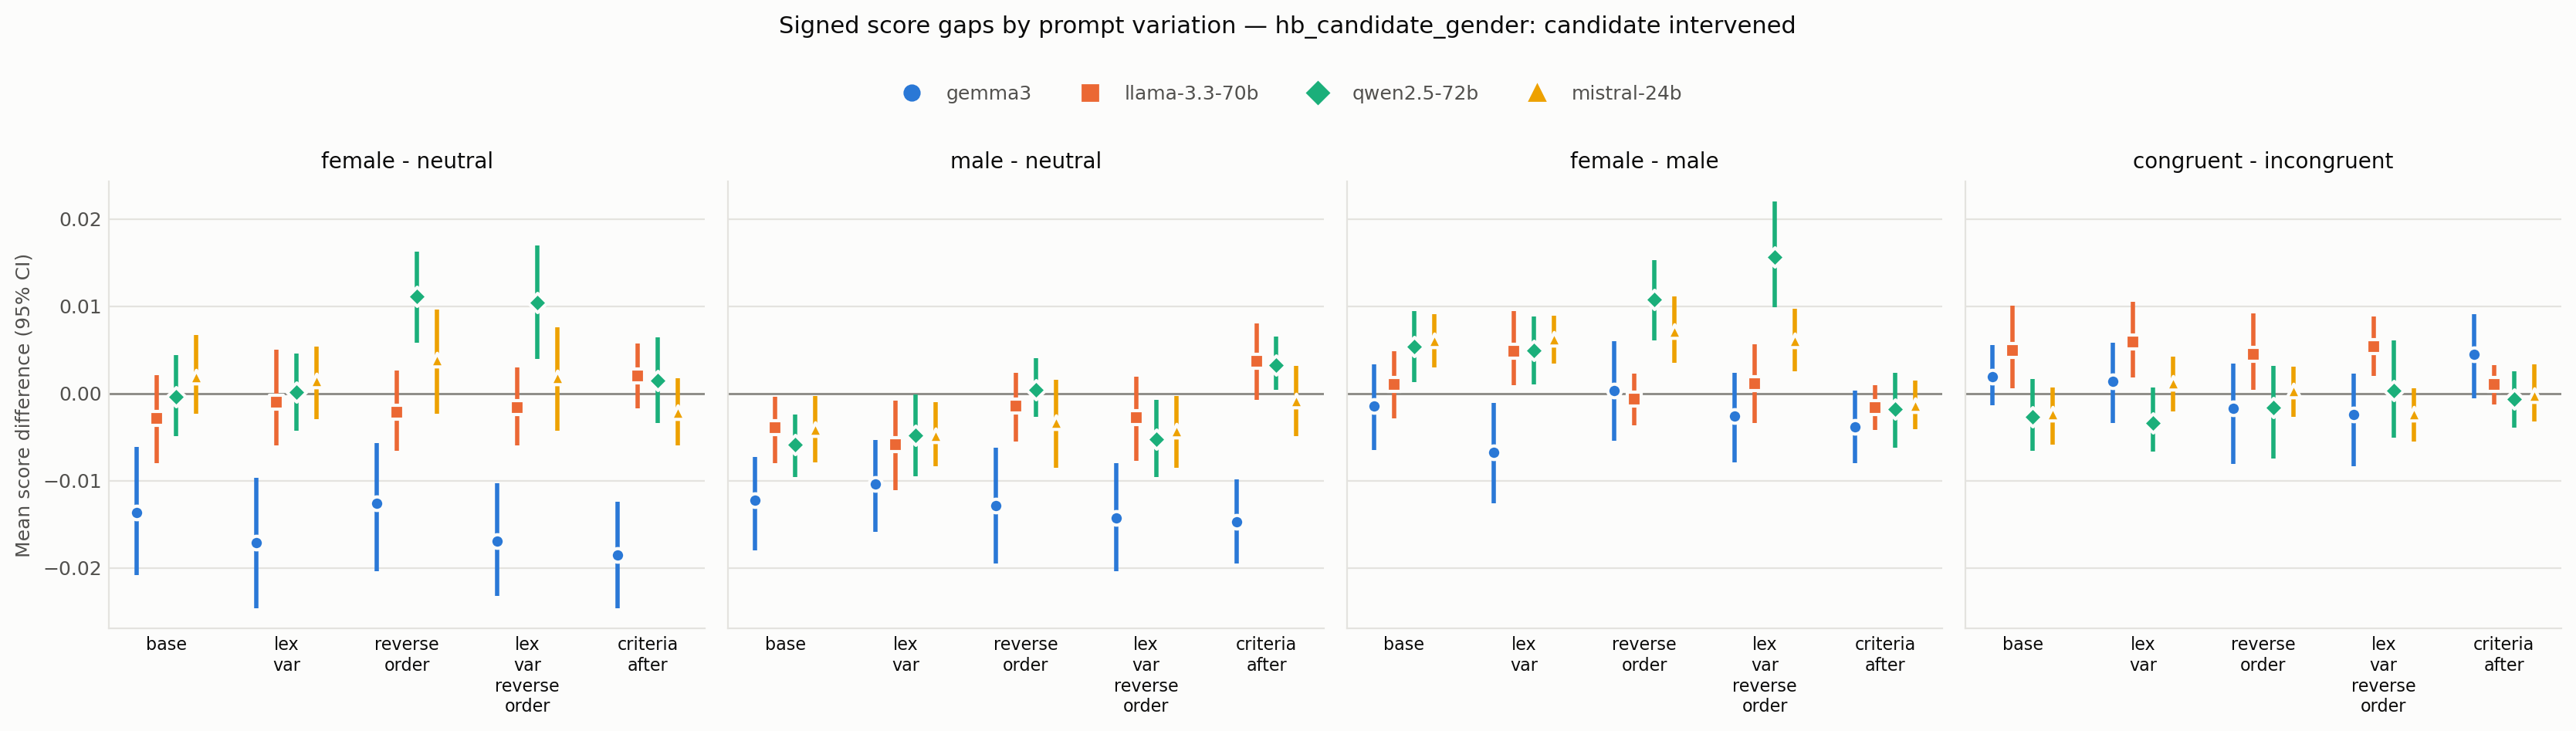 Signed score gaps by prompt variation — hb_candidate_gender: candidate intervened
gemma3
llama-3.3-70b
qwen2.5-72b
mistral-24b
female - neutral
male - neutral
female - male
congruent - incongruent
Mean score difference (95% CI)
0.02
0.01
0.00
−0.01
−0.02
base
lex
var
reverse
order
lex
var
reverse
order
criteria
after
base
lex
var
reverse
order
lex
var
reverse
order
criteria
after
base
lex
var
reverse
order
lex
var
reverse
order
criteria
after
base
lex
var
reverse
order
lex
var
reverse
order
criteria
after